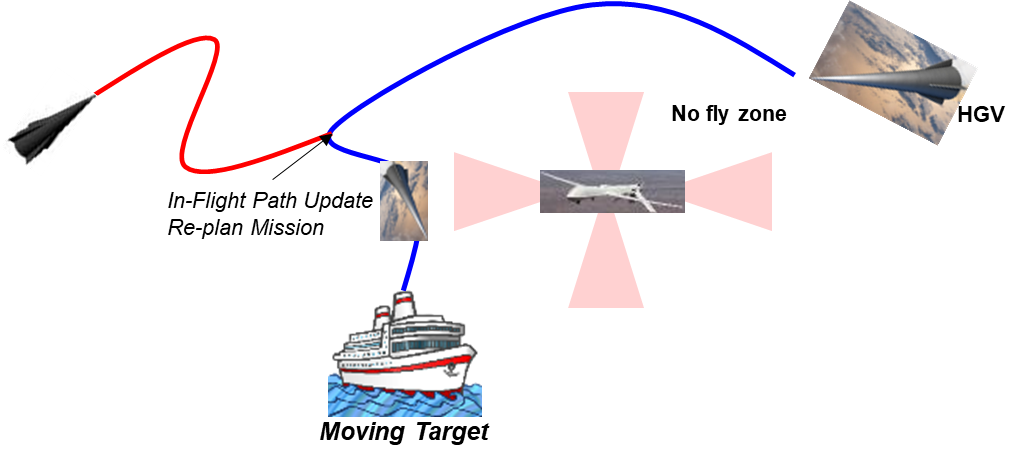 No fly zone
HGV
In-Flight Path Update
Re-plan Mission
Moving Target